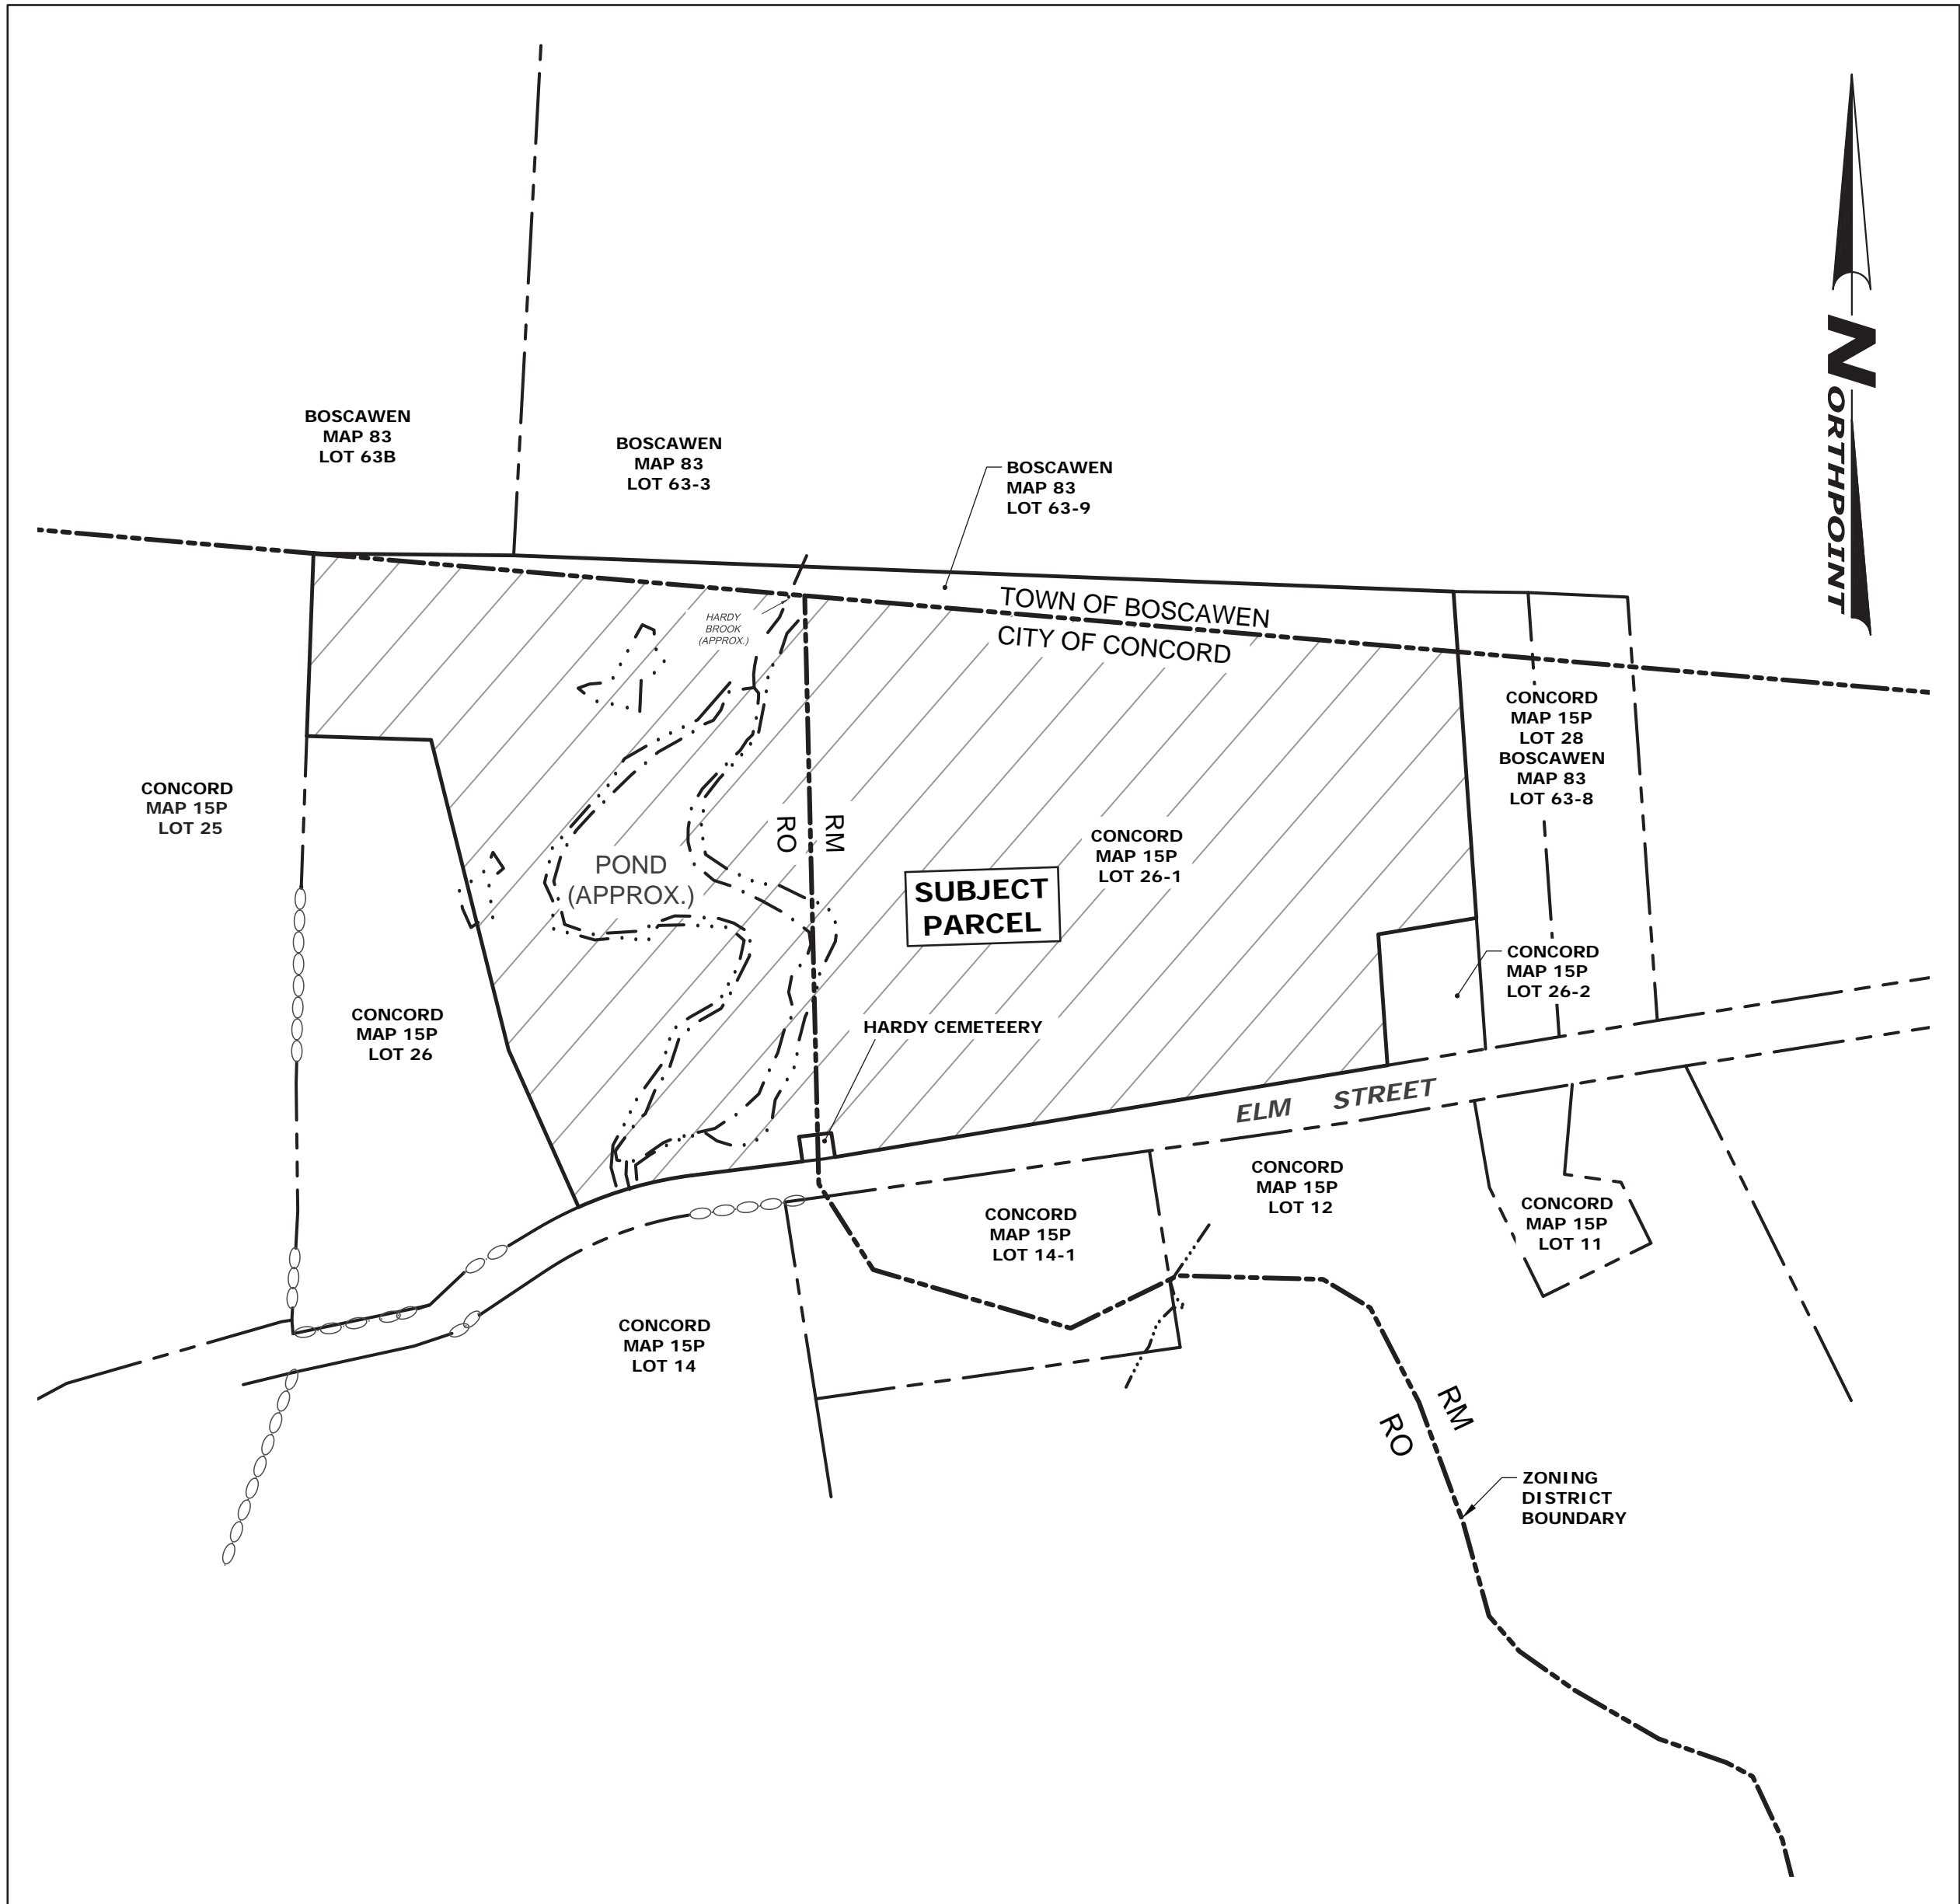 BOSCAWEN
MAP 83
LOT 63B
BOSCAWEN
MAP 83
LOT 63-3
BOSCAWEN
MAP 83
LOT 63-9
NORTHPOINT
TOWN OF BOSCAWEN
CITY OF CONCORD
HARDY
BROOK
(APPROX.)
CONCORD
MAP 15P
LOT 28
BOSCAWEN
MAP 83
LOT 63-8
CONCORD
MAP 15P
LOT 25
RO
RM
POND
(APPROX.)
CONCORD
MAP 15P
LOT 26-1
SUBJECT
PARCEL
CONCORD
MAP 15P
LOT 26-2
CONCORD
MAP 15P
LOT 26
HARDY CEMETEERY
ELM STREET
CONCORD
MAP 15P
LOT 12
CONCORD
MAP 15P
LOT 11
CONCORD
MAP 15P
LOT 14-1
CONCORD
MAP 15P
LOT 14
RM
RO
ZONING
DISTRICT
BOUNDARY